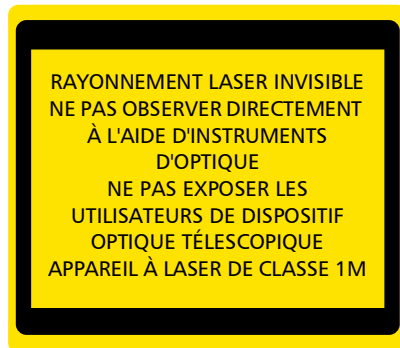 RAYONNEMENT LASER INVISIBLE
NE PAS OBSERVER DIRECTEMENT
À L'AIDE D'INSTRUMENTS
D'OPTIQUE
NE PAS EXPOSER LES
UTILISATEURS DE DISPOSITIF
OPTIQUE TÉLESCOPIQUE
APPAREIL À LASER DE CLASSE 1M